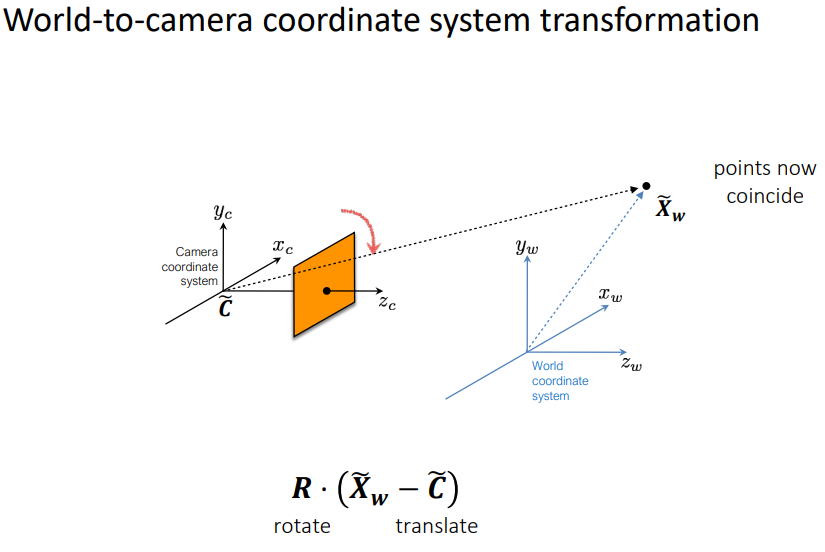 World-to-camera coordinate system transformation
points now
coincide
X̃w
yc
xc
Camera
coordinate
system
C̃
zc
yw
xw
zw
World
coordinate
system
R · (X̃w − C̃)
rotate translate